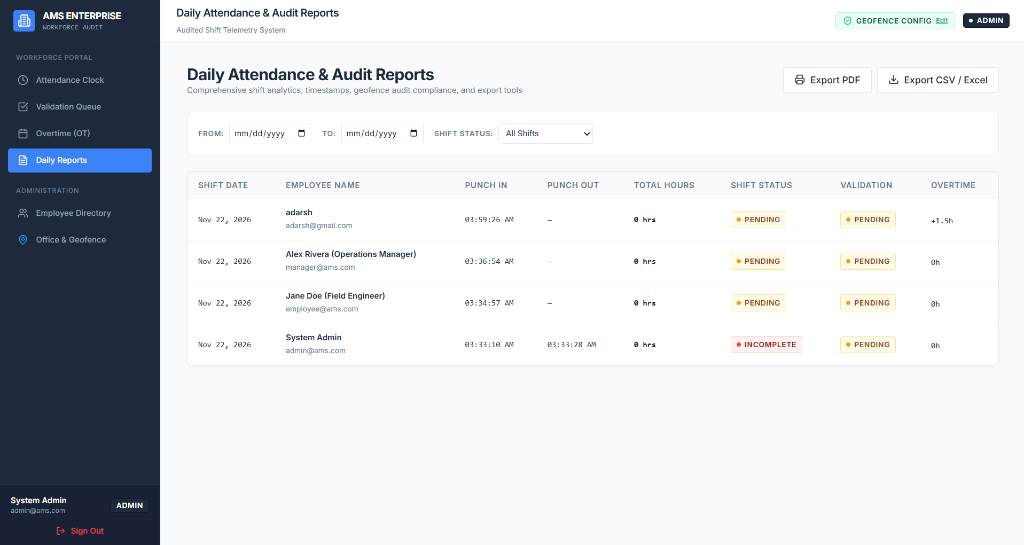 AMS ENTERPRISE
WORKFORCE AUDIT
WORKFORCE PORTAL
Attendance Clock
Validation Queue
Overtime (OT)
Daily Reports
ADMINISTRATION
Employee Directory
Office & Geofence
System Admin
admin@ams.com
ADMIN
Sign Out
Daily Attendance & Audit Reports
Audited Shift Telemetry System
GEOFENCE CONFIG Edit
ADMIN
Daily Attendance & Audit Reports
Comprehensive shift analytics, timestamps, geofence audit compliance, and export tools
Export PDF
Export CSV / Excel
FROM: mm/dd/yyyy TO: mm/dd/yyyy SHIFT STATUS: All Shifts
SHIFT DATE EMPLOYEE NAME PUNCH IN PUNCH OUT TOTAL HOURS SHIFT STATUS VALIDATION OVERTIME
Nov 22, 2026 adarsh 03:59:26 AM — 0 hrs PENDING PENDING +1.5h
adarsh@gmail.com
Nov 22, 2026 Alex Rivera (Operations Manager) 03:36:54 AM — 0 hrs PENDING PENDING 0h
manager@ams.com
Nov 22, 2026 Jane Doe (Field Engineer) 03:34:57 AM — 0 hrs PENDING PENDING 0h
employee@ams.com
Nov 22, 2026 System Admin 03:33:10 AM 03:33:28 AM 0 hrs INCOMPLETE PENDING 0h
admin@ams.com